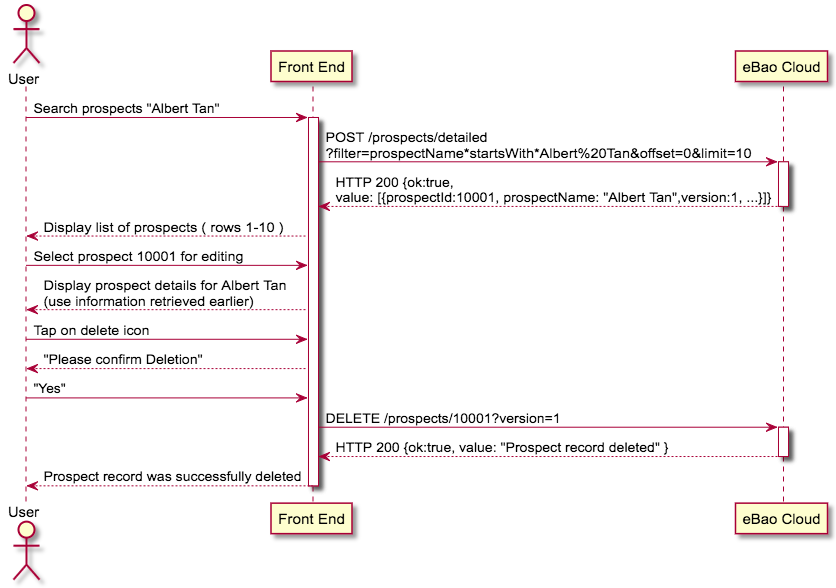 User
Front End
eBao Cloud
Search prospects "Albert Tan"
POST /prospects/detailed
?filter=prospectName*startsWith*Albert%20Tan&offset=0&limit=10
HTTP 200 {ok:true,
value: [{prospectId:10001, prospectName: "Albert Tan",version:1, ...}]}
Display list of prospects ( rows 1-10 )
Select prospect 10001 for editing
Display prospect details for Albert Tan
(use information retrieved earlier)
Tap on delete icon
"Please confirm Deletion"
"Yes"
DELETE /prospects/10001?version=1
HTTP 200 {ok:true, value: "Prospect record deleted" }
Prospect record was successfully deleted
User
Front End
eBao Cloud